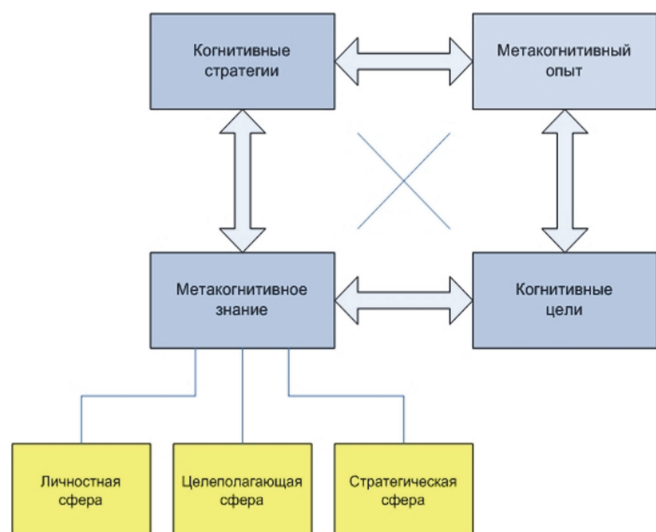 Когнитивные
стратегии
Метакогнитивный
опыт
Метакогнитивное
знание
Когнитивные
цели
Личностная
сфера
Целеполагающая
сфера
Стратегическая
сфера